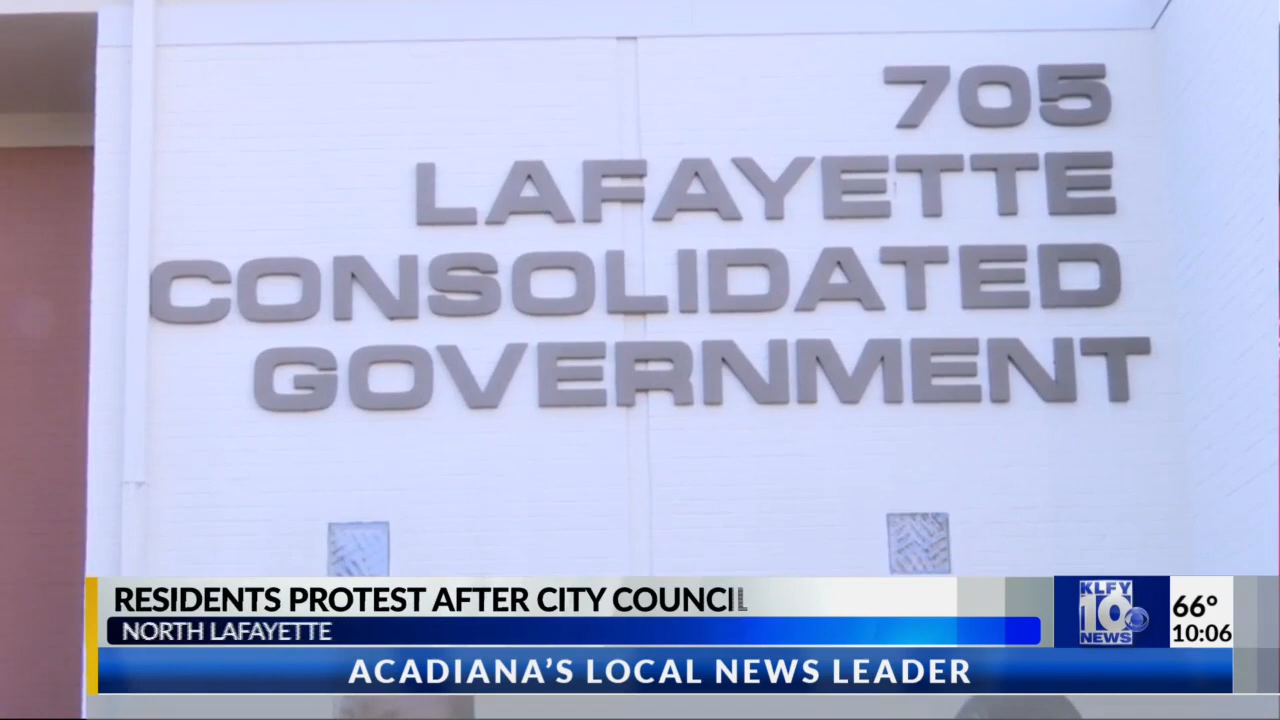 705
LAFAYETTE
CONSOLIDATED
GOVERNMENT
RESIDENTS PROTEST AFTER CITY COUNCIL
NORTH LAFAYETTE
KLFY
10
NEWS
66°
10:06
ACADIANA'S LOCAL NEWS LEADER